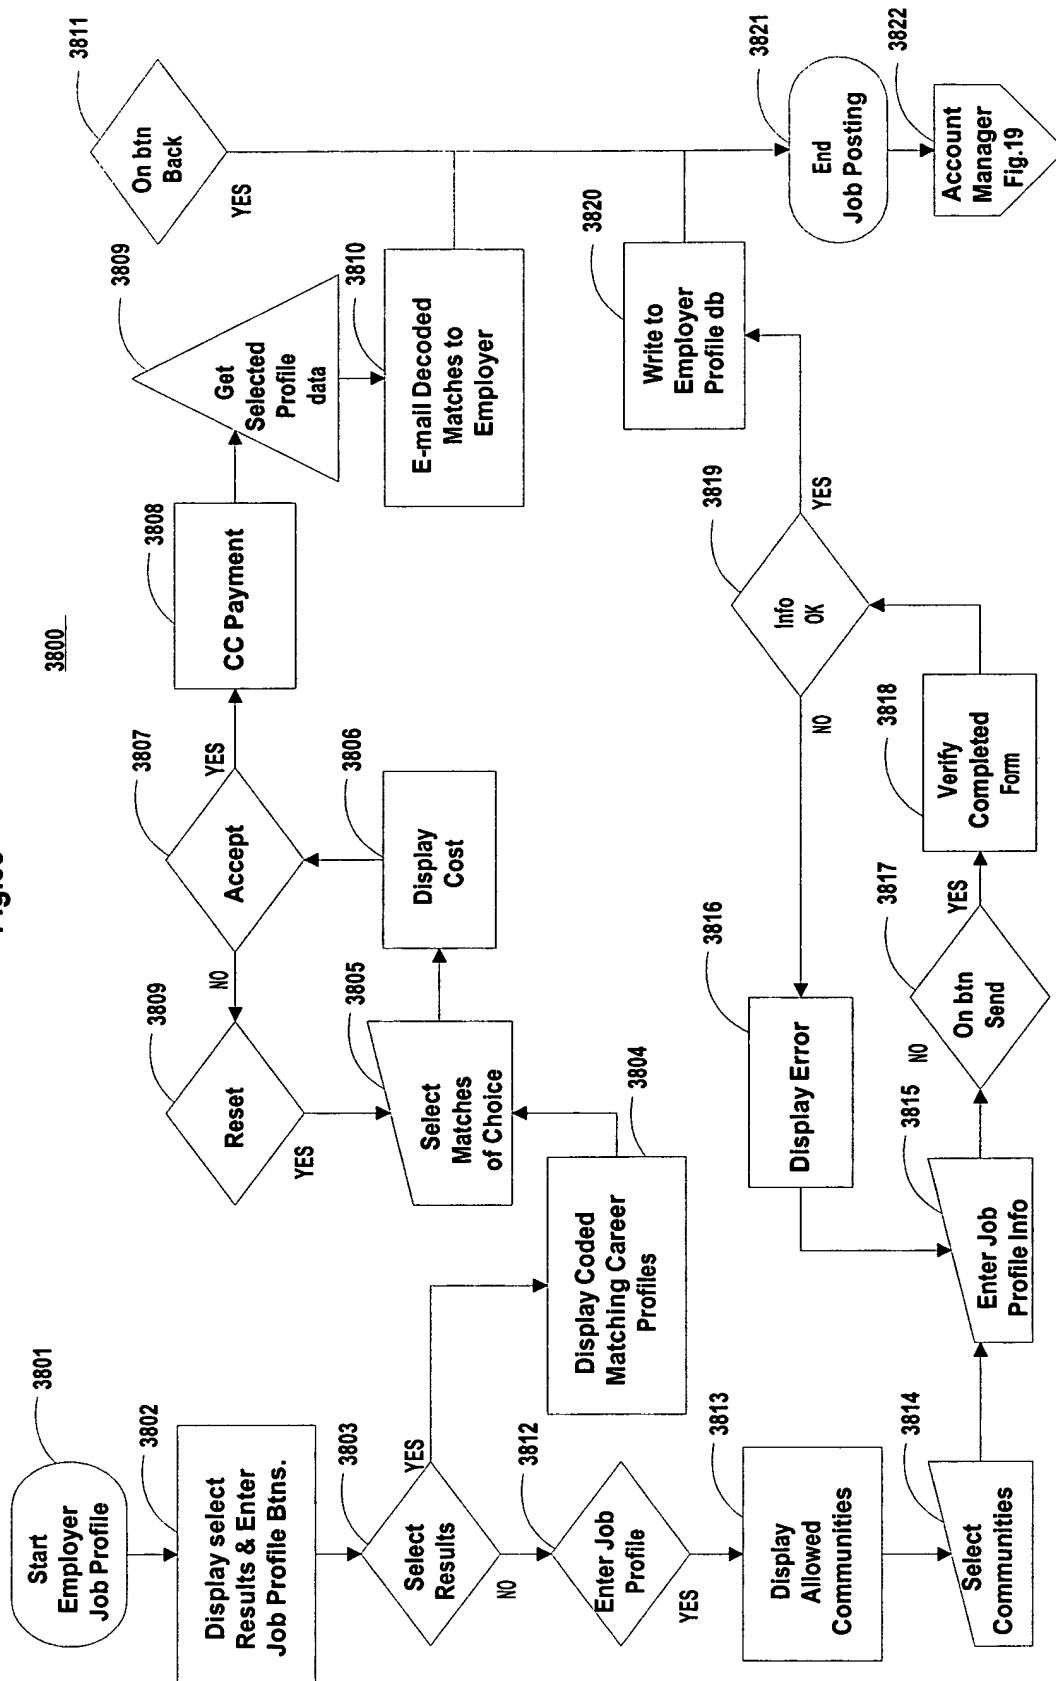 3800
3801
Start
Employer
Job Profile
3802
Display select
Results & Enter
Job Profile Btns.
3803
Select
Results
YES
NO
3804
Display Coded
Matching Career
Profiles
3805
Select
Matches
of Choice
3806
Display
Cost
3807
Accept
YES
NO
3809
Reset
YES
3808
CC Payment
3809
Get
Selected
Profile
data
3810
E-mail Decoded
Matches to
Employer
3811
On btn
Back
YES
3812
Enter Job
Profile
YES
3813
Display
Allowed
Communities
3814
Select
Communities
3815
Enter Job
Profile Info
3816
Display Error
3817
On btn
Send
NO
YES
3818
Verify
Completed
Form
3819
Info
OK
NO
YES
3820
Write to
Employer
Profile db
3821
End
Job Posting
3822
Account
Manager
Fig.19